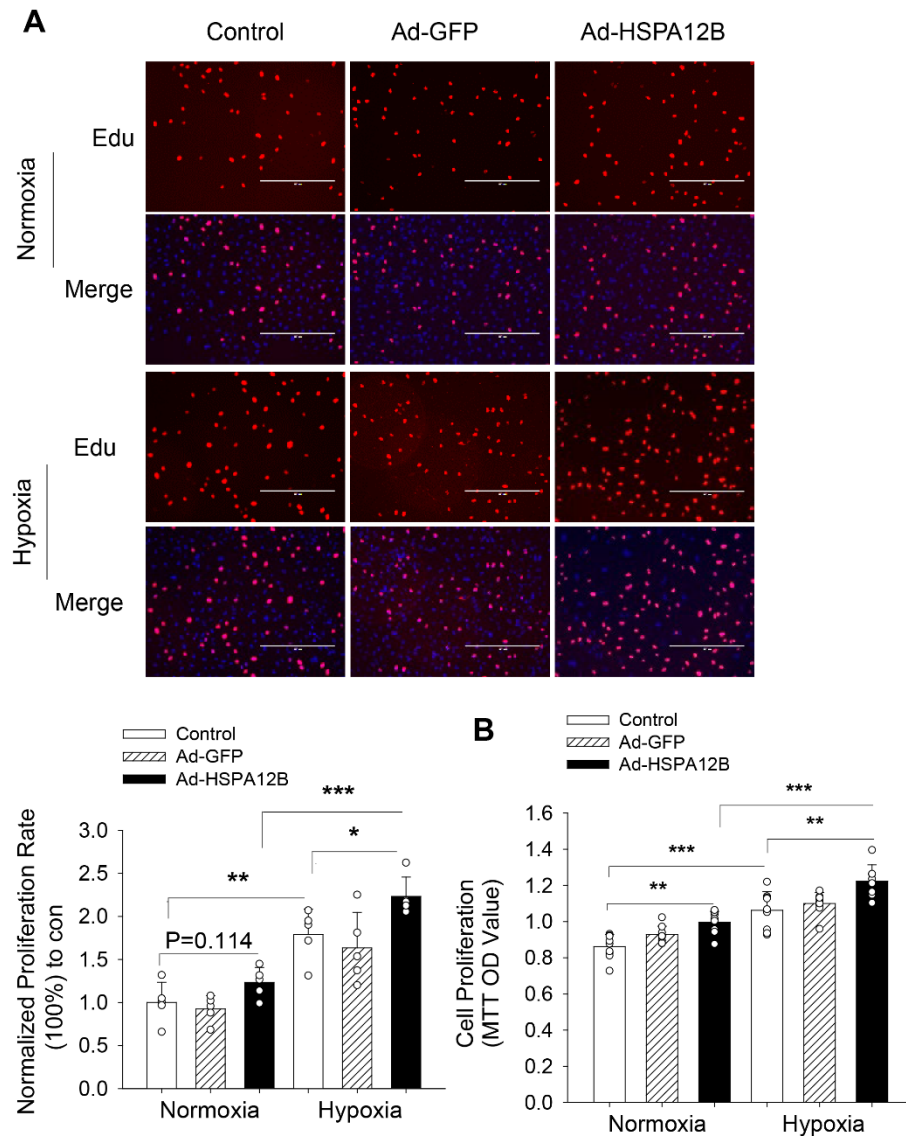 A
Control
Ad-GFP
Ad-HSPA12B
Normoxia
Edu
Merge
Hypoxia
Edu
Merge
Control
Ad-GFP
Ad-HSPA12B
Normalized Proliferation Rate
(100%) to con
3.0
2.5
2.0
1.5
1.0
0.5
0.0
P=0.114
**
*
***
Normoxia
Hypoxia
B
Control
Ad-GFP
Ad-HSPA12B
Cell Proliferation
(MTT OD Value)
1.6
1.4
1.2
1.0
0.8
0.6
0.4
0.2
0.0
**
***
**
***
Normoxia
Hypoxia